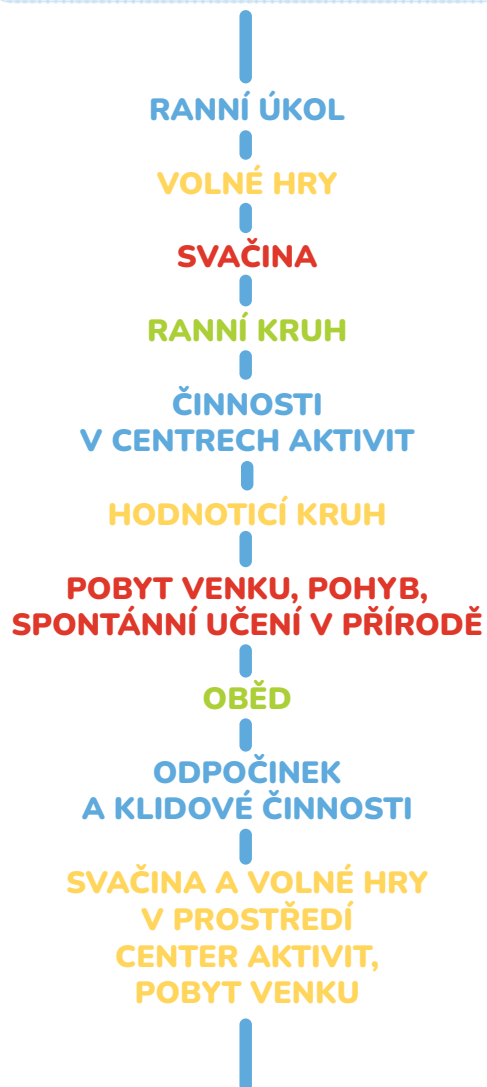 RANNÍ ÚKOL
VOLNÉ HRY
SVAČINA
RANNÍ KRUH
ČINNOSTI
V CENTRECH AKTIVIT
HODNOTICÍ KRUH
POBYT VENKU, POHYB,
SPONTÁNNÍ UČENÍ V PŘÍRODĚ
OBĚD
ODPOČINEK
A KLIDOVÉ ČINNOSTI
SVAČINA A VOLNÉ HRY
V PROSTŘEDÍ
CENTER AKTIVIT,
POBYT VENKU